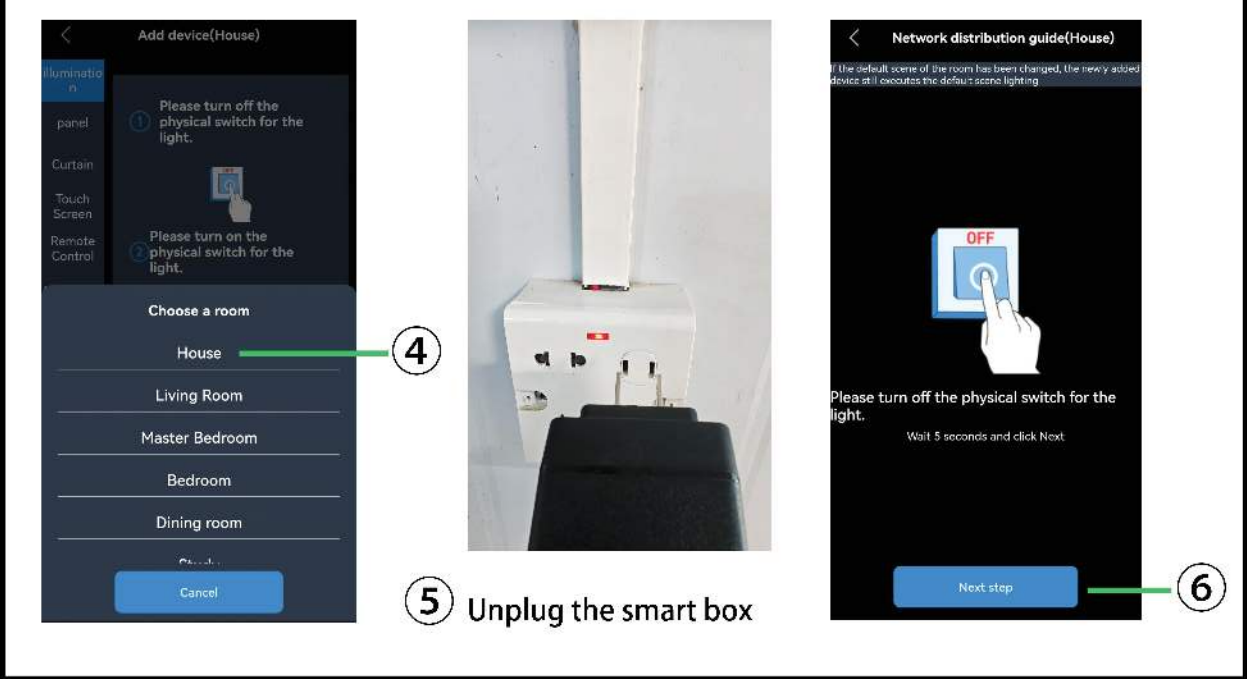 Add device(House)
illuminatio
n
panel
Curtain
Touch
Screen
Remote
Control
1
Please turn off the
physical switch for the
light.
OFF
2
Please turn on the
physical switch for the
light.
Choose a room
House
Living Room
Master Bedroom
Bedroom
Dining room
Cancel
4
5 Unplug the smart box
Network distribution guide(House)
If the default scene of the room has been changed, the newly added
device still executes the default scene lighting
OFF
Please turn off the physical switch for the
light.
Wait 5 seconds and click Next
Next step
6